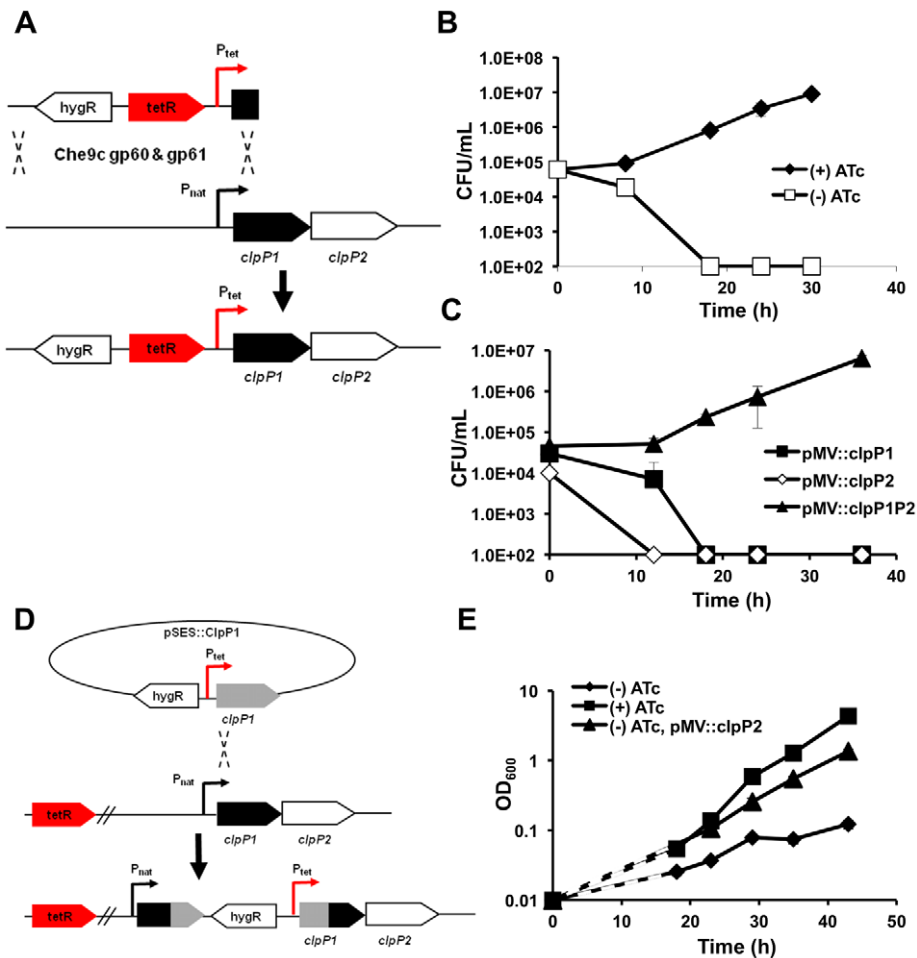 A
Ptet
hygR
tetR
Che9c gp60 & gp61
Pnat
clpP1
clpP2
Ptet
hygR
tetR
clpP1
clpP2
B
CFU/mL
1.0E+08
1.0E+07
1.0E+06
1.0E+05
1.0E+04
1.0E+03
1.0E+02
(+) ATc
(-) ATc
0
10
20
30
40
Time (h)
C
CFU/mL
1.0E+07
1.0E+06
1.0E+05
1.0E+04
1.0E+03
1.0E+02
pMV::clpP1
pMV::clpP2
pMV::clpP1P2
0
10
20
30
40
Time (h)
D
pSES::ClpP1
Ptet
hygR
clpP1
Pnat
tetR
clpP1
clpP2
Pnat
Ptet
tetR
hygR
clpP1
clpP2
E
(-) ATc
(+) ATc
(-) ATc, pMV::clpP2
OD600
10
1
0.1
0.01
0
10
20
30
40
50
Time (h)